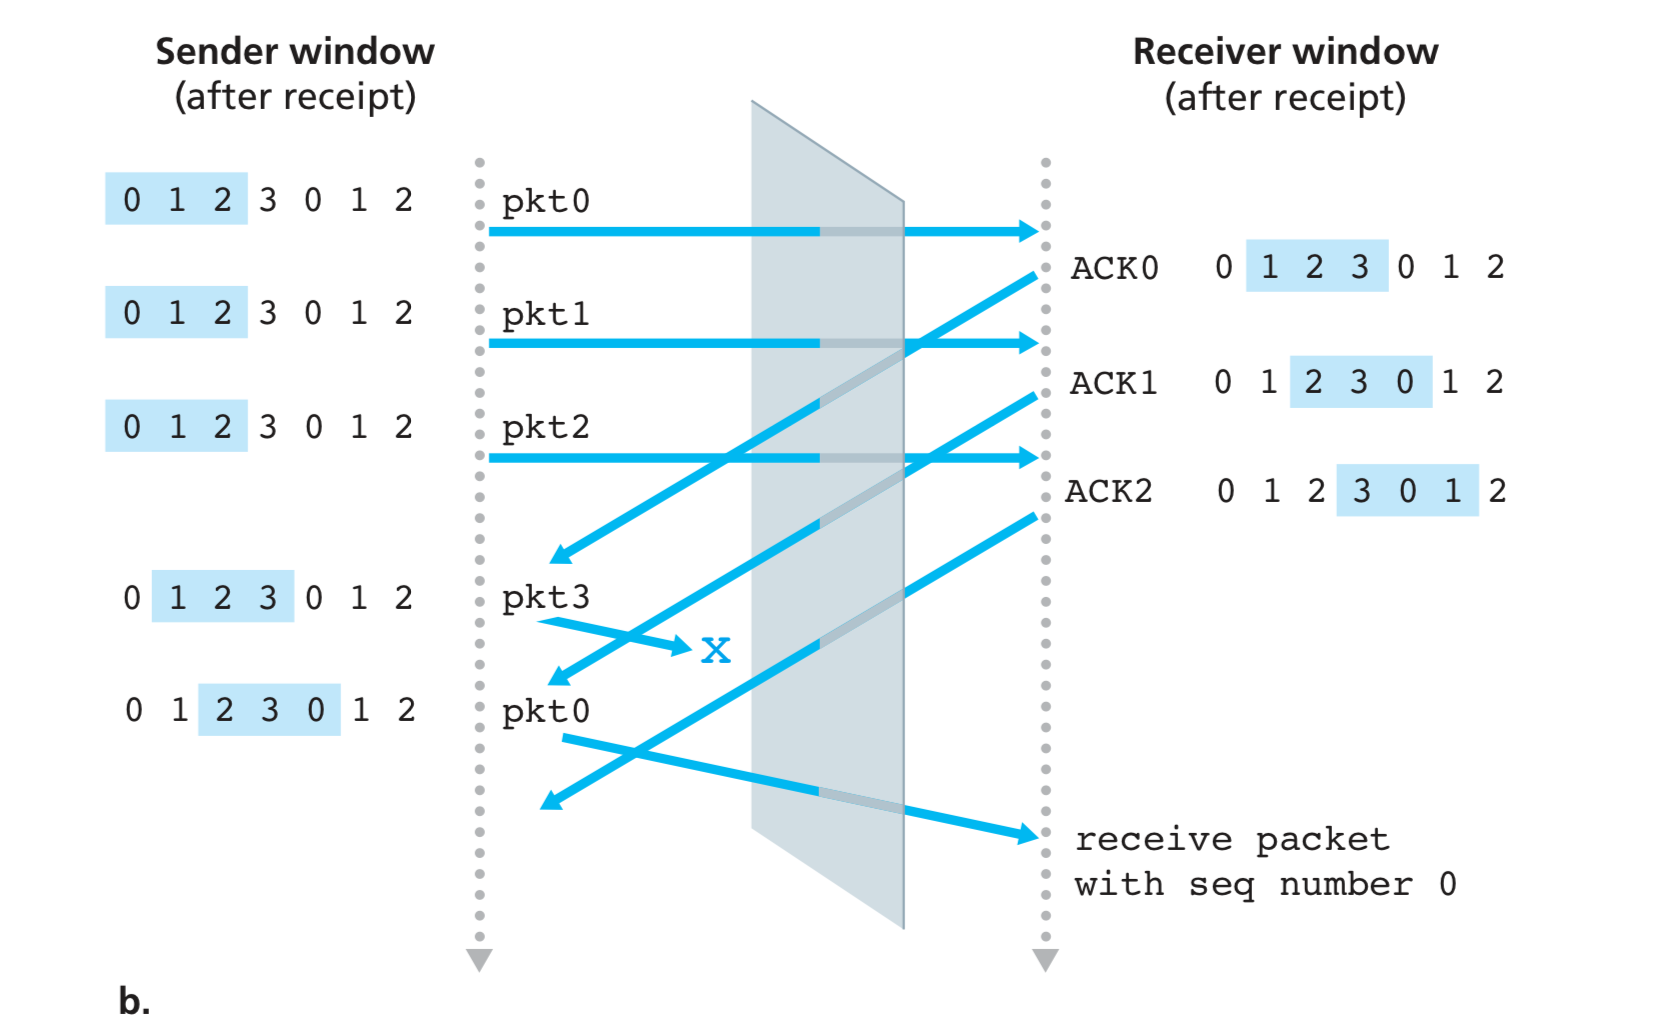 Sender window
(after receipt)
Receiver window
(after receipt)
0 1 2 3 0 1 2
pkt0
ACK0 0 1 2 3 0 1 2
0 1 2 3 0 1 2
pkt1
ACK1 0 1 2 3 0 1 2
0 1 2 3 0 1 2
pkt2
ACK2 0 1 2 3 0 1 2
0 1 2 3 0 1 2
pkt3
x
0 1 2 3 0 1 2
pkt0
receive packet
with seq number 0
b.